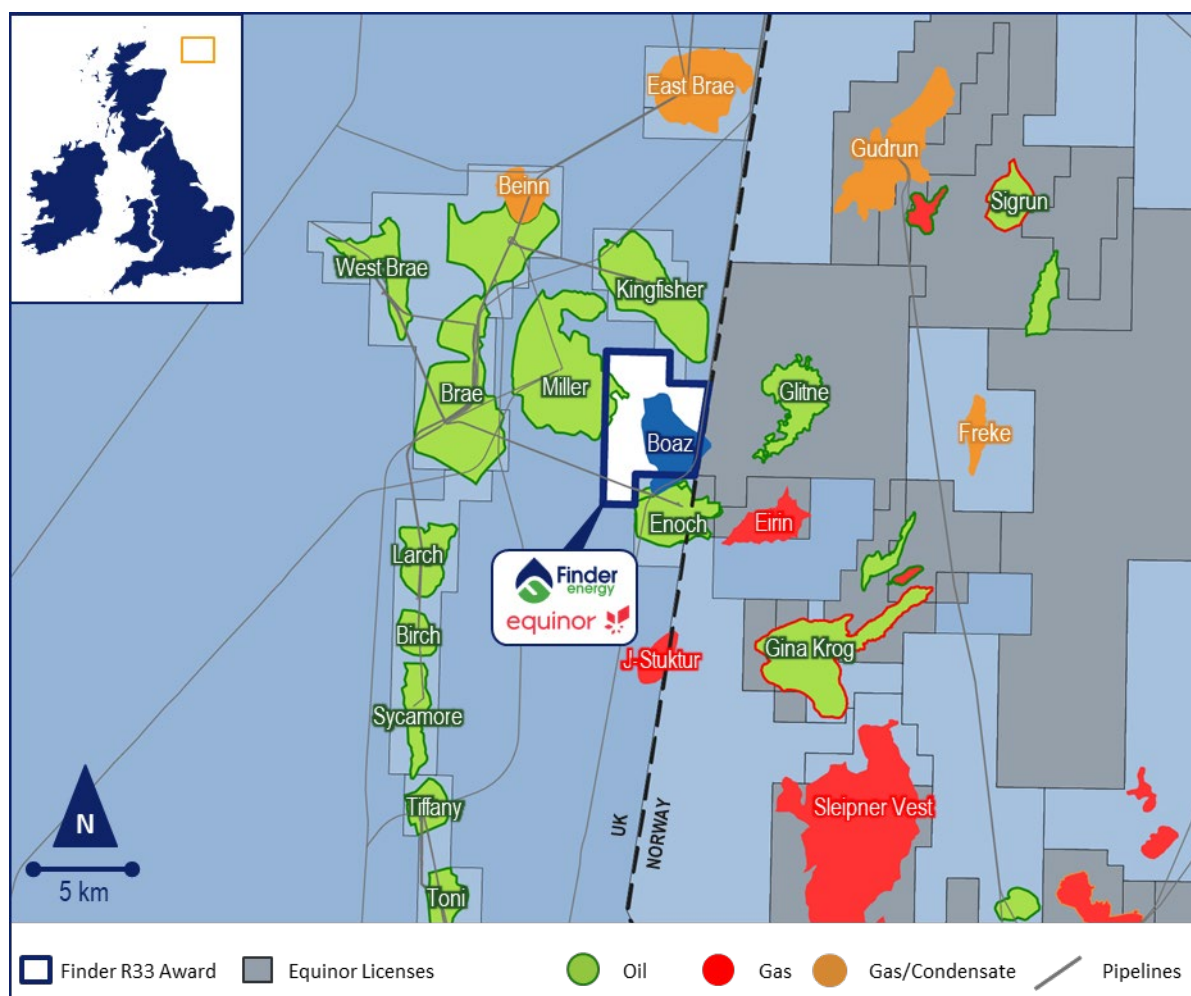 East Brae
Gudrun
Beinn
Sigrun
West Brae
Kingfisher
Brae
Miller
Glitne
Boaz
Freke
Enoch
Eirin
Larch
Finder
energy
equinor
Birch
J-Stuktur
Gina Krog
Sycamore
Tiffany
Sleipner Vest
UK
NORWAY
N
5 km
Toni
Finder R33 Award
Equinor Licenses
Oil
Gas
Gas/Condensate
Pipelines